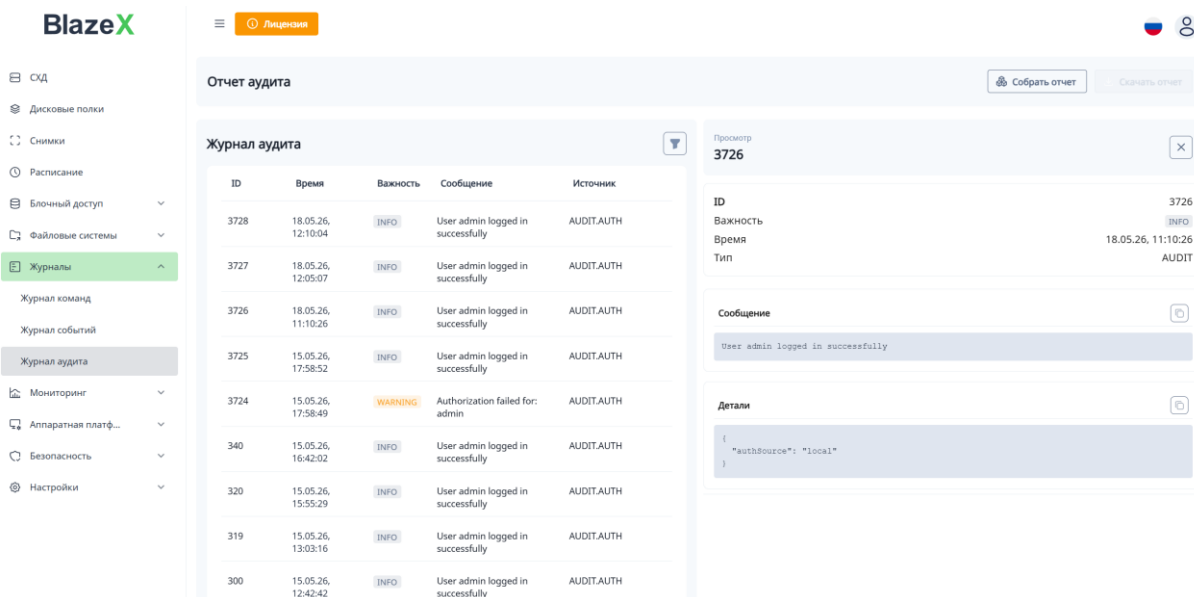 BlazeX
Лицензия
СХД
Дисковые полки
Снимки
Расписание
Блочный доступ
Файловые системы
Журналы
Журнал команд
Журнал событий
Журнал аудита
Мониторинг
Аппаратная платф...
Безопасность
Настройки
Отчет аудита
Собрать отчет
Скачать отчет
Журнал аудита
ID Время Важность Сообщение Источник
3728 18.05.26, INFO User admin logged in AUDIT.AUTH
12:10:04 successfully
3727 18.05.26, INFO User admin logged in AUDIT.AUTH
12:05:07 successfully
3726 18.05.26, INFO User admin logged in AUDIT.AUTH
11:10:26 successfully
3725 15.05.26, INFO User admin logged in AUDIT.AUTH
17:58:52 successfully
3724 15.05.26, WARNING Authorization failed for: AUDIT.AUTH
17:58:49 admin
340 15.05.26, INFO User admin logged in AUDIT.AUTH
16:42:02 successfully
320 15.05.26, INFO User admin logged in AUDIT.AUTH
15:55:29 successfully
319 15.05.26, INFO User admin logged in AUDIT.AUTH
13:03:16 successfully
300 15.05.26, INFO User admin logged in AUDIT.AUTH
12:42:42 successfully
Просмотр
3726
ID 3726
Важность INFO
Время 18.05.26, 11:10:26
Тип AUDIT
Сообщение
User admin logged in successfully
Детали
{
"authSource": "local"
}